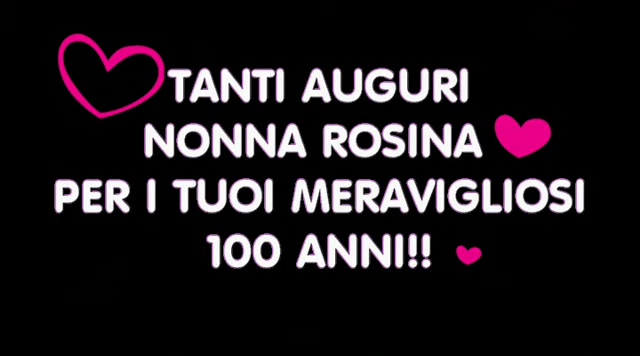 TANTI AUGURI
NONNA ROSINA
PER I TUOI MERAVIGLIOSI
100 ANNI!!